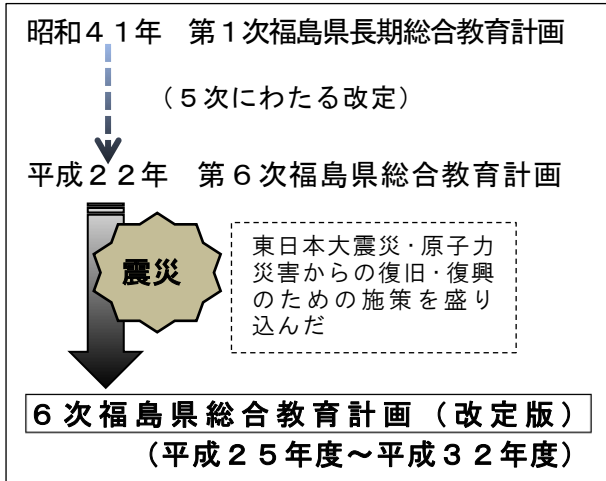 昭和４１年　第１次福島県長期総合教育計画
（５次にわたる改定）
平成２２年　第６次福島県総合教育計画
震災
東日本大震災・原子力
災害からの復旧・復興
のための施策を盛り
込んだ
６次福島県総合教育計画（改定版）
（平成２５年度～平成３２年度）